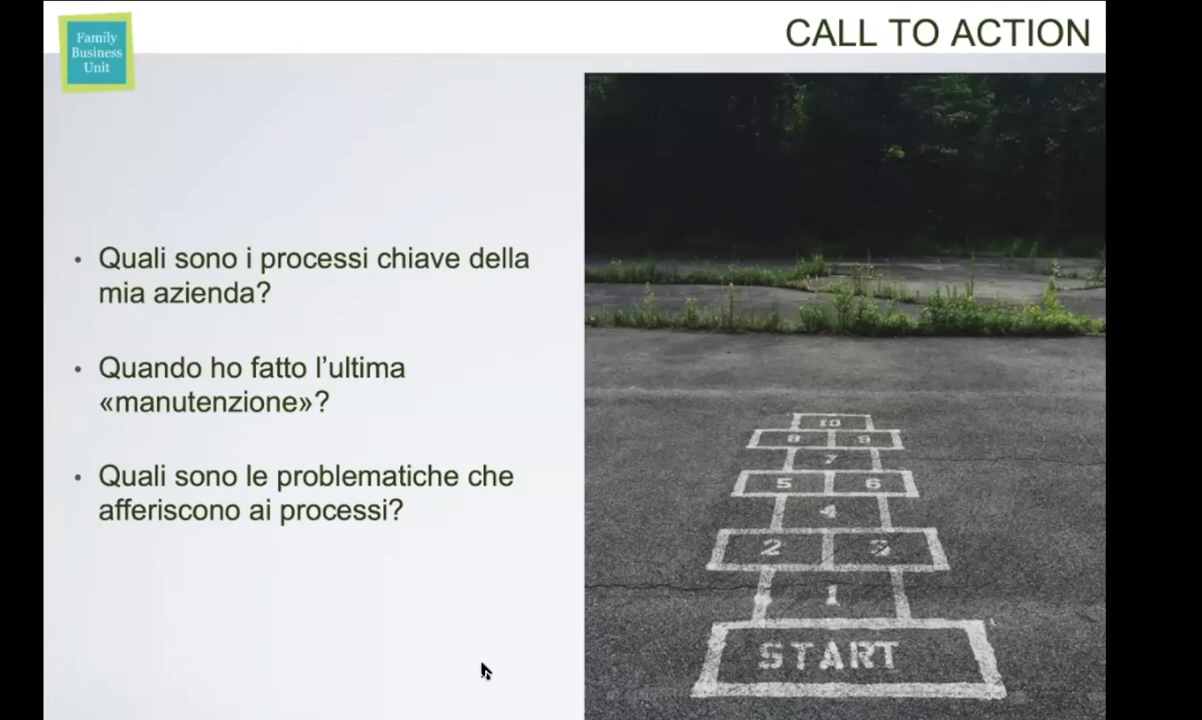 Family
Business
Unit
CALL TO ACTION
Quali sono i processi chiave della
mia azienda?
Quando ho fatto l’ultima
«manutenzione»?
Quali sono le problematiche che
afferiscono ai processi?
10
8 9
7
5 6
4
2 3
1
START